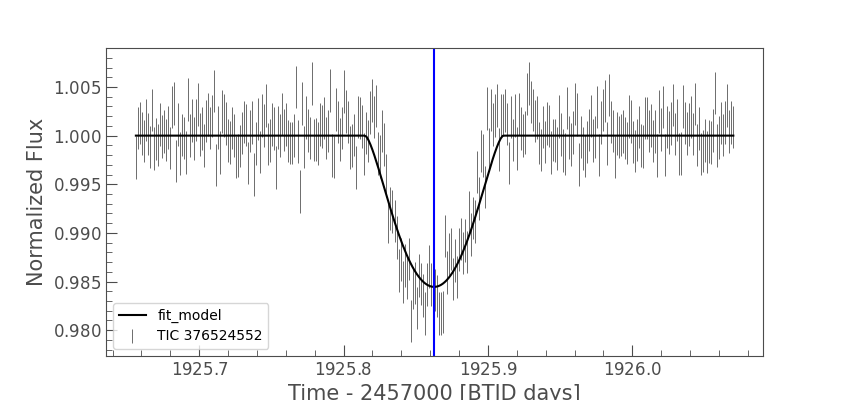 1.005
1.000
0.995
0.990
0.985
0.980
Normalized Flux
fit_model
TIC 376524552
1925.7
1925.8
1925.9
1926.0
Time - 2457000 [BTJD days]